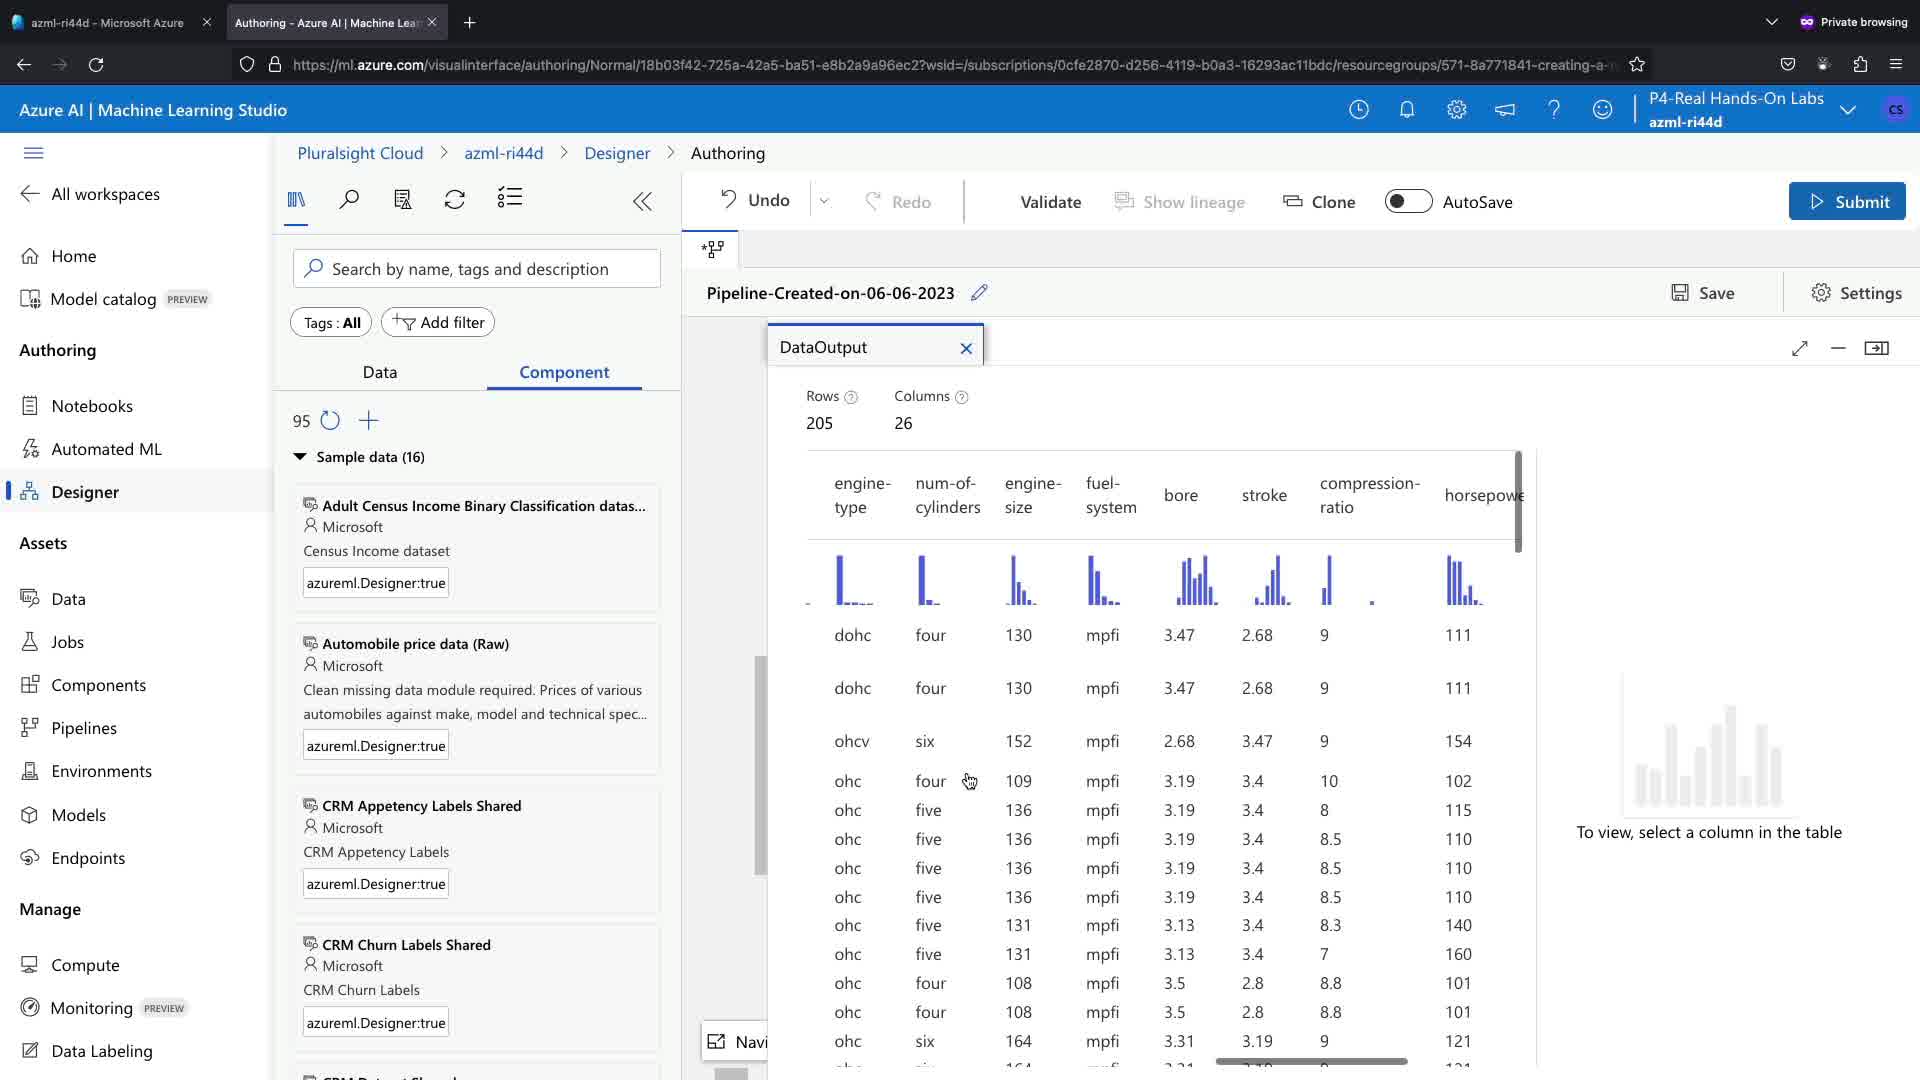 azml-ri44d - Microsoft Azure
Authoring - Azure AI | Machine Lear
Private browsing
https://ml.azure.com/visualinterface/authoring/Normal/18b03f42-725a-42a5-ba51-e8b2a9a96ec2?wsid=/subscriptions/0cfe2870-d256-4119-b0a3-16293ac11bdc/resourcegroups/571-8a771841-creating-a-
Azure AI | Machine Learning Studio
P4-Real Hands-On Labs
azml-ri44d
CS
Pluralsight Cloud > azml-ri44d > Designer > Authoring
All workspaces
Home
Model catalog PREVIEW
Authoring
Notebooks
Automated ML
Designer
Assets
Data
Jobs
Components
Pipelines
Environments
Models
Endpoints
Manage
Compute
Monitoring PREVIEW
Data Labeling
Search by name, tags and description
Tags : All
Add filter
Data
Component
95
Sample data (16)
Adult Census Income Binary Classification datas...
Microsoft
Census Income dataset
azureml.Designer:true
Automobile price data (Raw)
Microsoft
Clean missing data module required. Prices of various
automobiles against make, model and technical spec...
azureml.Designer:true
CRM Appetency Labels Shared
Microsoft
CRM Appetency Labels
azureml.Designer:true
CRM Churn Labels Shared
Microsoft
CRM Churn Labels
azureml.Designer:true
Undo
Redo
Validate
Show lineage
Clone
AutoSave
Submit
Pipeline-Created-on-06-06-2023
Save
Settings
DataOutput
Rows Columns
205 26
engine-type num-of-cylinders engine-size fuel-system bore stroke compression-ratio horsepowe
dohc four 130 mpfi 3.47 2.68 9 111
dohc four 130 mpfi 3.47 2.68 9 111
ohcv six 152 mpfi 2.68 3.47 9 154
ohc four 109 mpfi 3.19 3.4 10 102
ohc five 136 mpfi 3.19 3.4 8 115
ohc five 136 mpfi 3.19 3.4 8.5 110
ohc five 136 mpfi 3.19 3.4 8.5 110
ohc five 136 mpfi 3.19 3.4 8.5 110
ohc five 131 mpfi 3.13 3.4 8.3 140
ohc five 131 mpfi 3.13 3.4 7 160
ohc four 108 mpfi 3.5 2.8 8.8 101
ohc four 108 mpfi 3.5 2.8 8.8 101
ohc six 164 mpfi 3.31 3.19 9 121
To view, select a column in the table
Navi